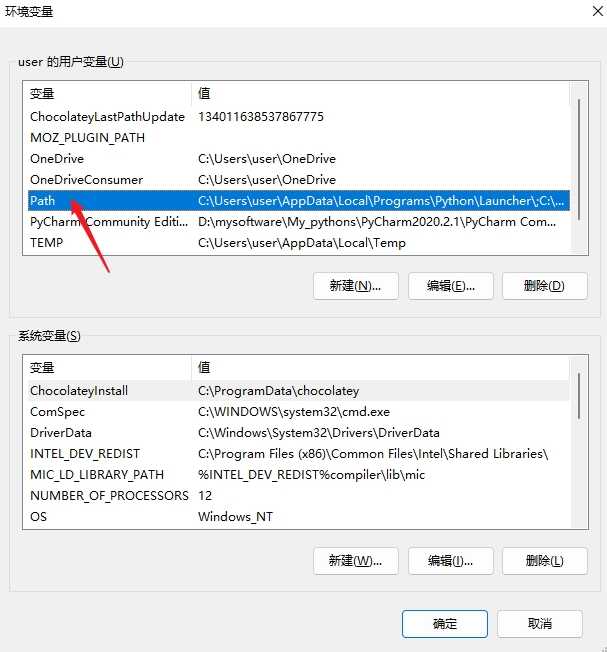 环境变量
user 的用户变量(U)
变量 值
ChocolateyLastPathUpdate 134011638537867775
MOZ_PLUGIN_PATH
OneDrive C:\Users\user\OneDrive
OneDriveConsumer C:\Users\user\OneDrive
Path C:\Users\user\AppData\Local\Programs\Python\Launcher\;C:\...
PyCharm Community Editi... D:\mysoftware\My_pythons\PyCharm2020.2.1\PyCharm Com...
TEMP C:\Users\user\AppData\Local\Temp
新建(N)... 编辑(E)... 删除(D)
系统变量(S)
变量 值
ChocolateyInstall C:\ProgramData\chocolatey
ComSpec C:\WINDOWS\system32\cmd.exe
DriverData C:\Windows\System32\Drivers\DriverData
INTEL_DEV_REDIST C:\Program Files (x86)\Common Files\Intel\Shared Libraries\
MIC_LD_LIBRARY_PATH %INTEL_DEV_REDIST%compiler\lib\mic
NUMBER_OF_PROCESSORS 12
OS Windows_NT
新建(W)... 编辑(I)... 删除(L)
确定 取消